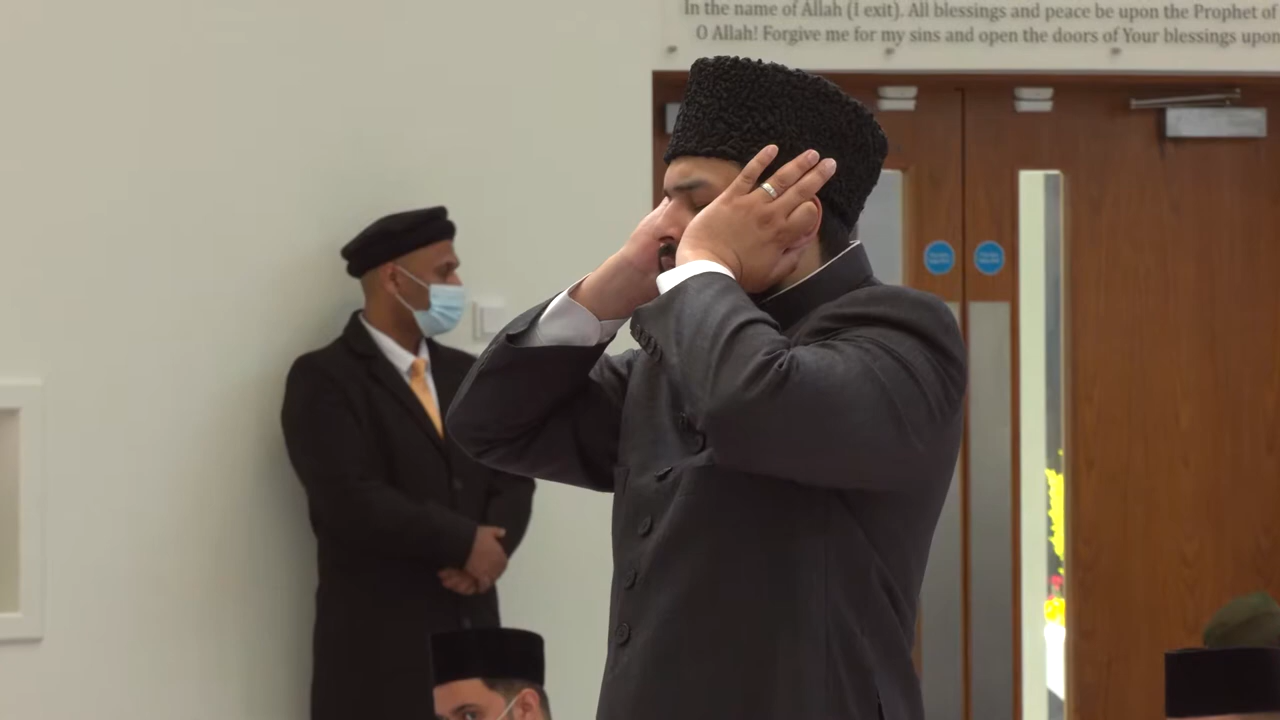 In the name of Allah (I exit). All blessings and peace be upon the Prophet of
O Allah! Forgive me for my sins and open the doors of Your blessings upon